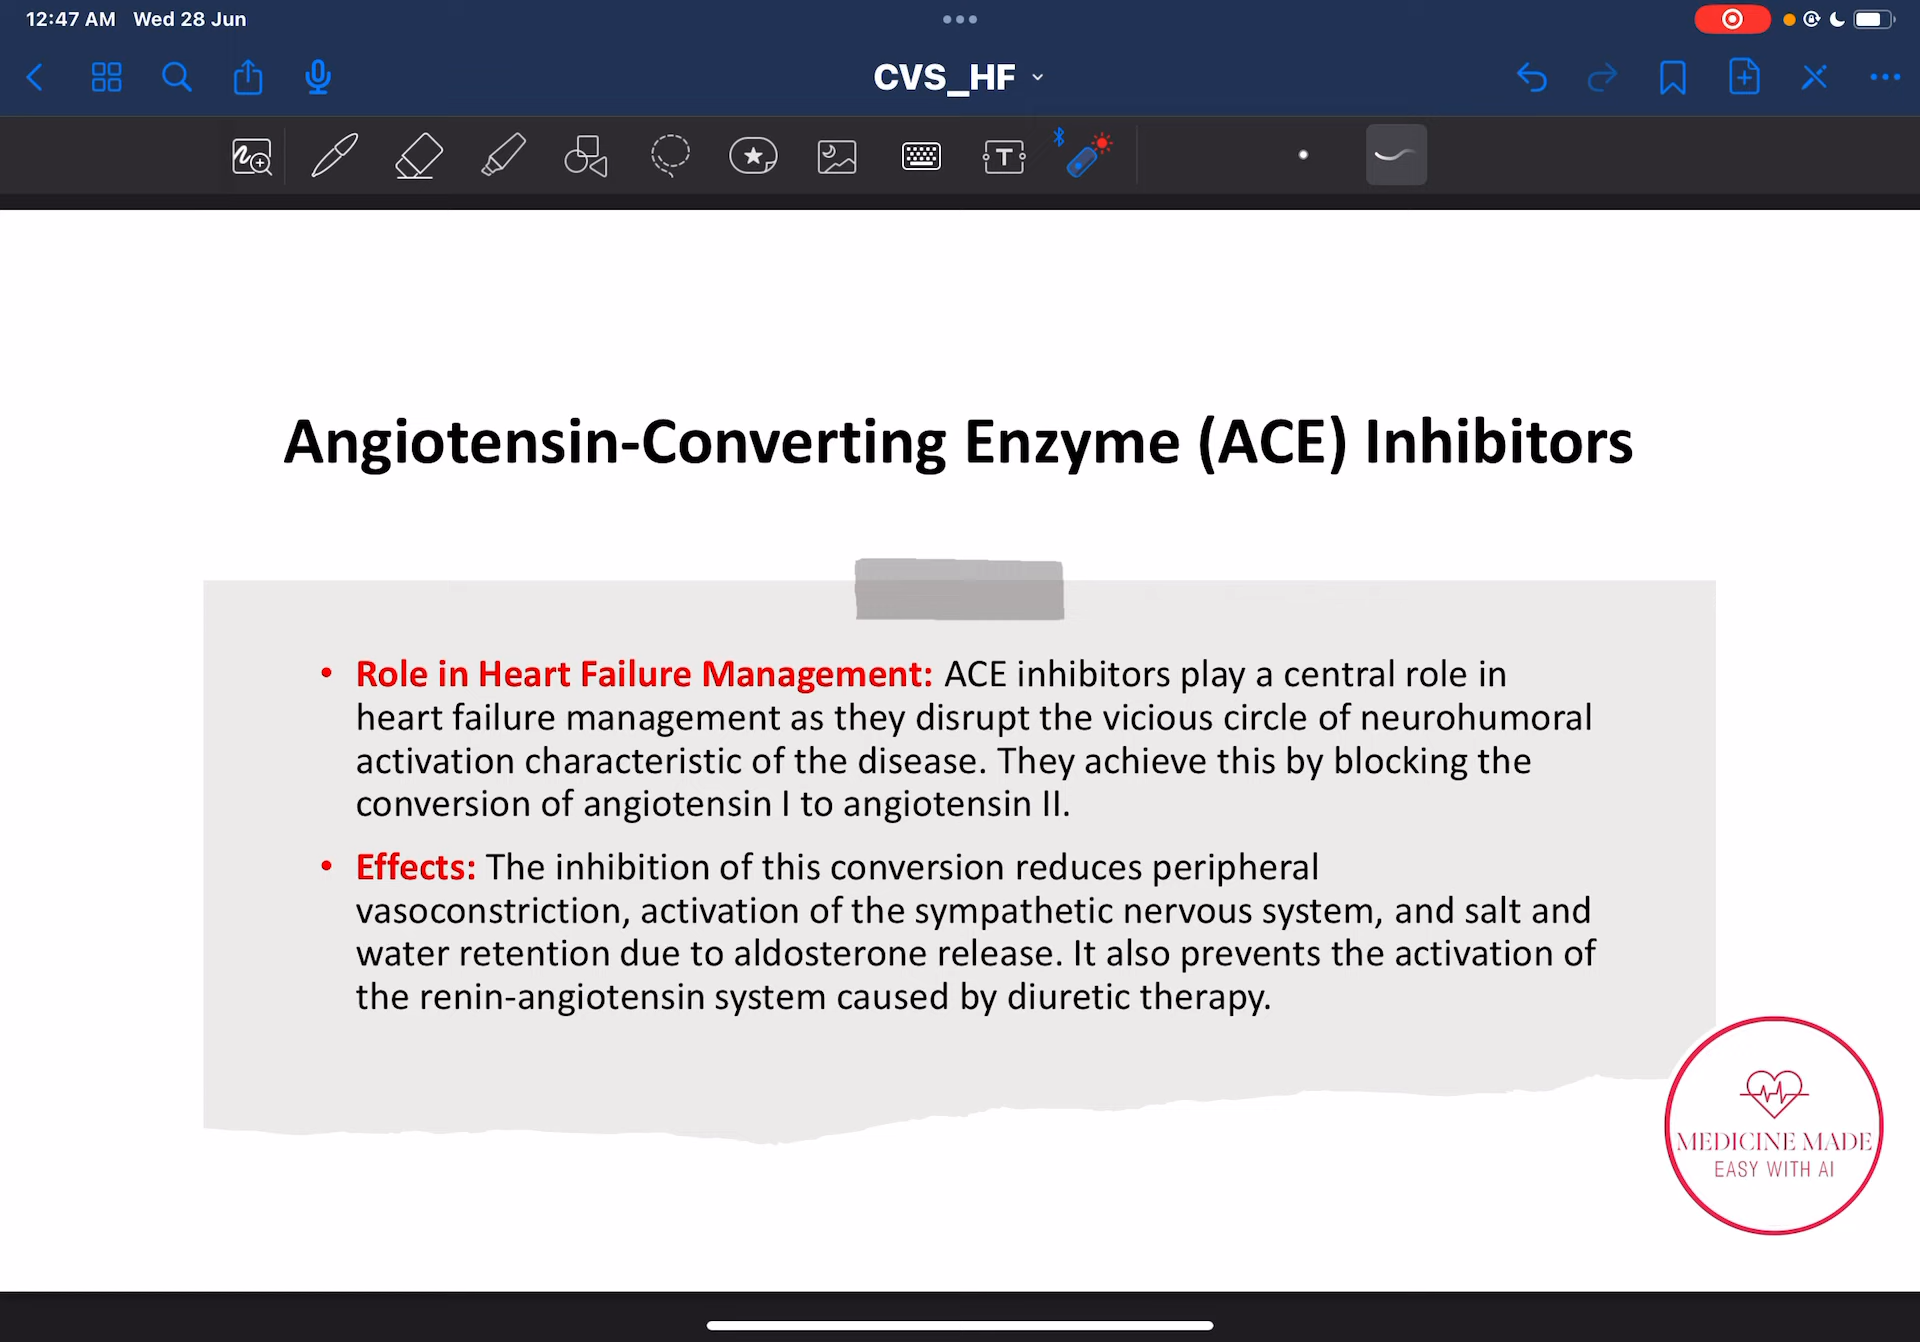 12:47 AM Wed 28 Jun
CVS_HF
T
Angiotensin-Converting Enzyme (ACE) Inhibitors
• Role in Heart Failure Management: ACE inhibitors play a central role in
heart failure management as they disrupt the vicious circle of neurohumoral
activation characteristic of the disease. They achieve this by blocking the
conversion of angiotensin I to angiotensin II.
• Effects: The inhibition of this conversion reduces peripheral
vasoconstriction, activation of the sympathetic nervous system, and salt and
water retention due to aldosterone release. It also prevents the activation of
the renin-angiotensin system caused by diuretic therapy.
MEDICINE MADE
EASY WITH AI